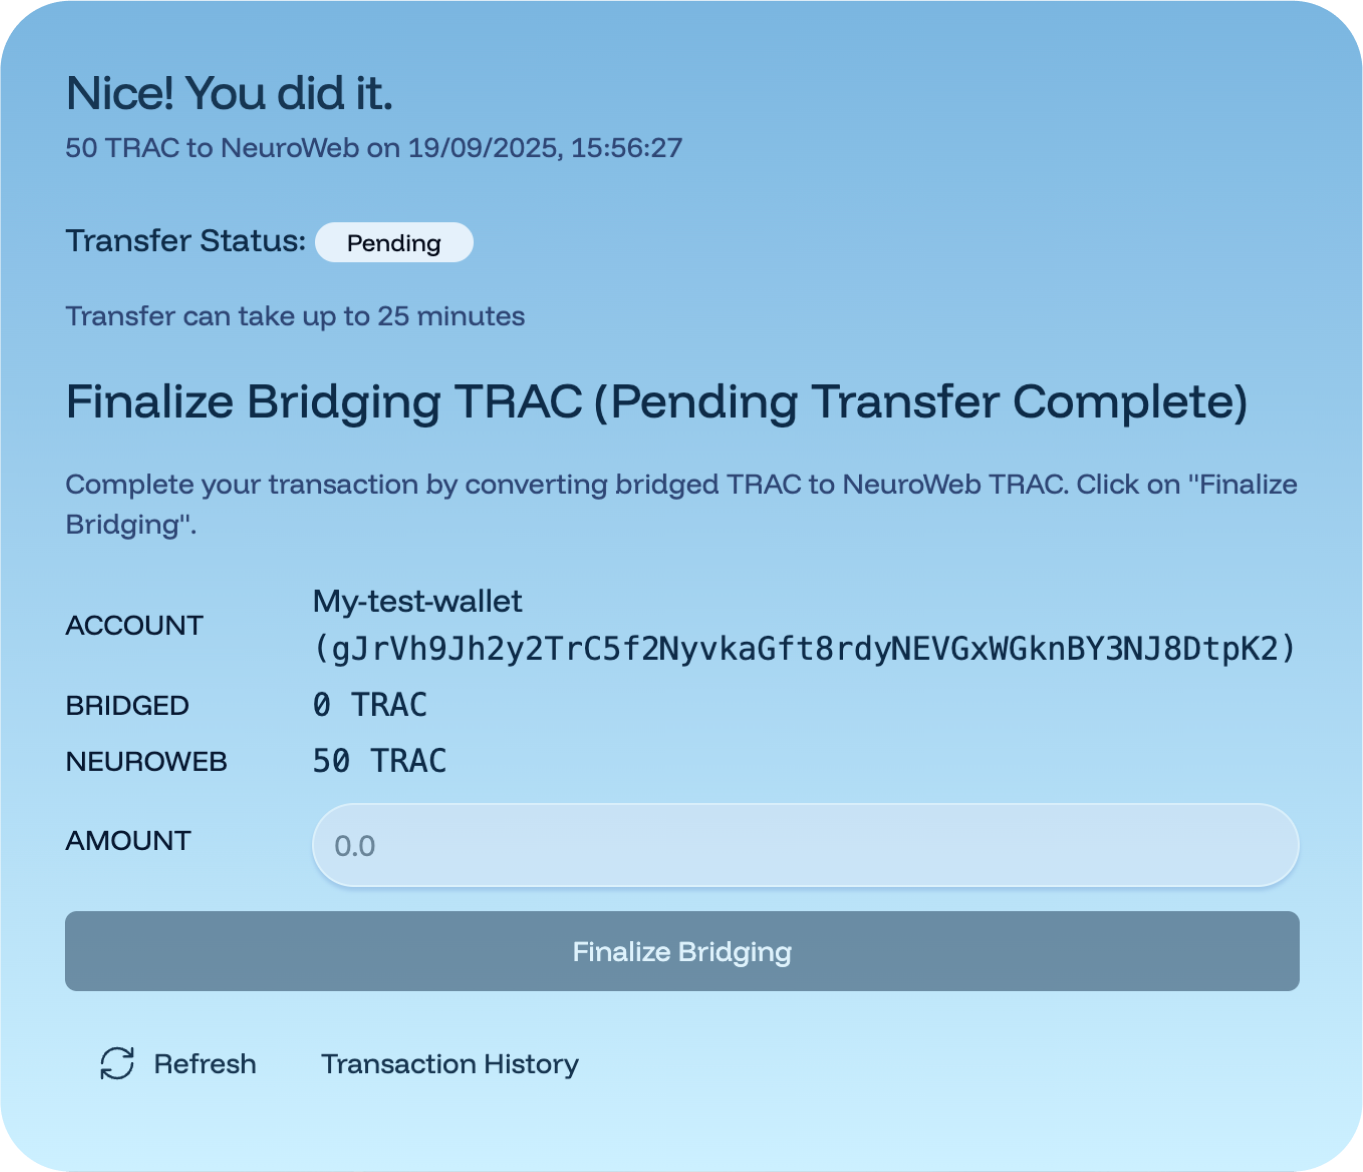 Nice! You did it.
50 TRAC to NeuroWeb on 19/09/2025, 15:56:27
Transfer Status: Pending
Transfer can take up to 25 minutes
Finalize Bridging TRAC (Pending Transfer Complete)
Complete your transaction by converting bridged TRAC to NeuroWeb TRAC. Click on "Finalize
Bridging".
ACCOUNT My-test-wallet
(gJrVh9Jh2y2TrC5f2NyvkaGft8rdyNEVGxWGknBY3NJ8DtpK2)
BRIDGED 0 TRAC
NEUROWEB 50 TRAC
AMOUNT 0.0
Finalize Bridging
Refresh Transaction History